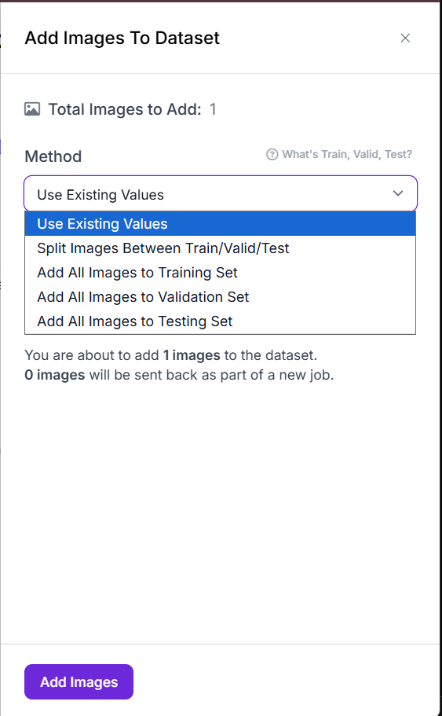 Add Images To Dataset
Total Images to Add: 1
Method
What's Train, Valid, Test?
Use Existing Values
Use Existing Values
Split Images Between Train/Valid/Test
Add All Images to Training Set
Add All Images to Validation Set
Add All Images to Testing Set
You are about to add 1 images to the dataset.
0 images will be sent back as part of a new job.
Add Images